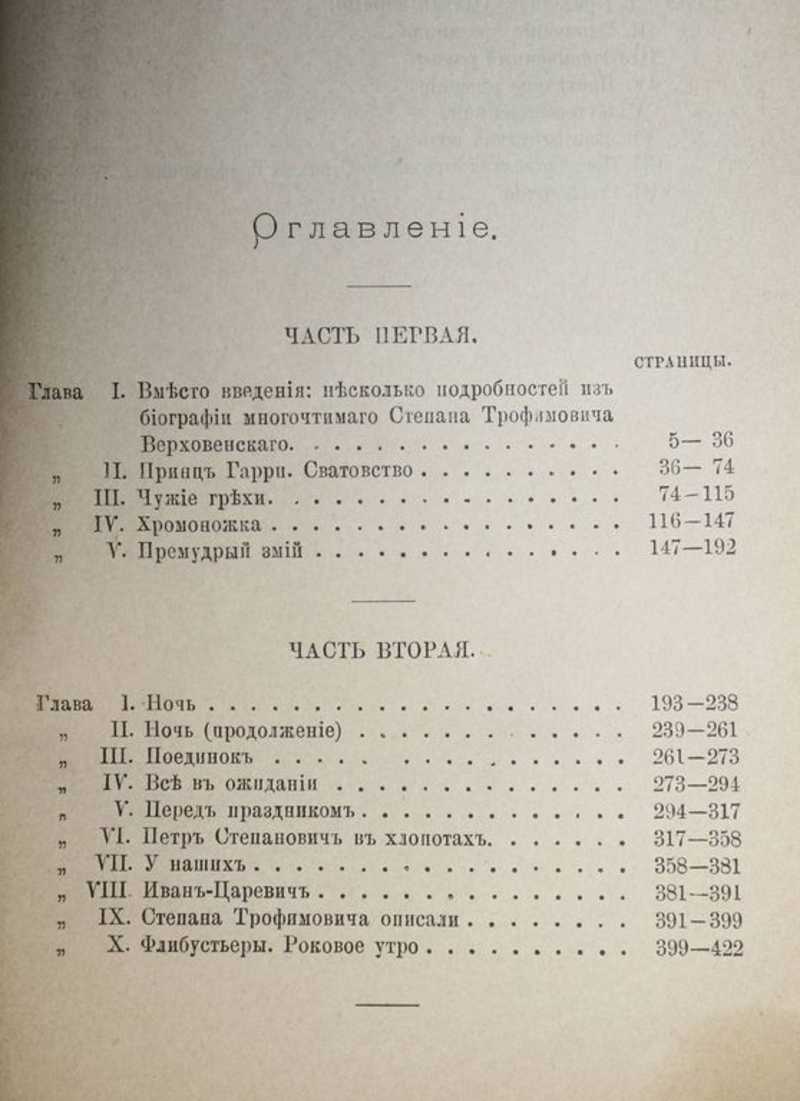 Оглавленіе.
ЧАСТЬ ПЕРВАЯ.
СТРАНИЦЫ.
Глава I. Вмѣсто введенія: нѣсколько подробностей изъ
біографіи многочтимаго Степана Трофимовича
Верховенскаго. . . . . . . . . . . . . . . . 5— 36
„ II. Принцъ Гарри. Сватовство . . . . . . . . . . 36— 74
„ III. Чужіе грѣхи. . . . . . . . . . . . . . . . . 74—115
„ IV. Хромоножка . . . . . . . . . . . . . . . . . 116—147
„ V. Премудрый змій . . . . . . . . . . . . . . . 147—192
ЧАСТЬ ВТОРАЯ.
Глава I. Ночь . . . . . . . . . . . . . . . . . . . . 193—238
„ II. Ночь (продолженіе) . . . . . . . . . . . . . 239—261
„ III. Поединокъ . . . . . . . . . . . . . . . . . 261—273
„ IV. Всѣ въ ожиданіи . . . . . . . . . . . . . . 273—294
„ V. Передъ праздникомъ . . . . . . . . . . . . . 294—317
„ VI. Петръ Степановичъ въ хлопотахъ. . . . . . . 317—358
„ VII. У нашихъ . . . . . . . . . . . . . . . . . . 358—381
„ VIII. Иванъ-Царевичъ . . . . . . . . . . . . . . . 381—391
„ IX. Степана Трофимовича описали . . . . . . . . 391—399
„ X. Флибустьеры. Роковое утро . . . . . . . . . . 399—422